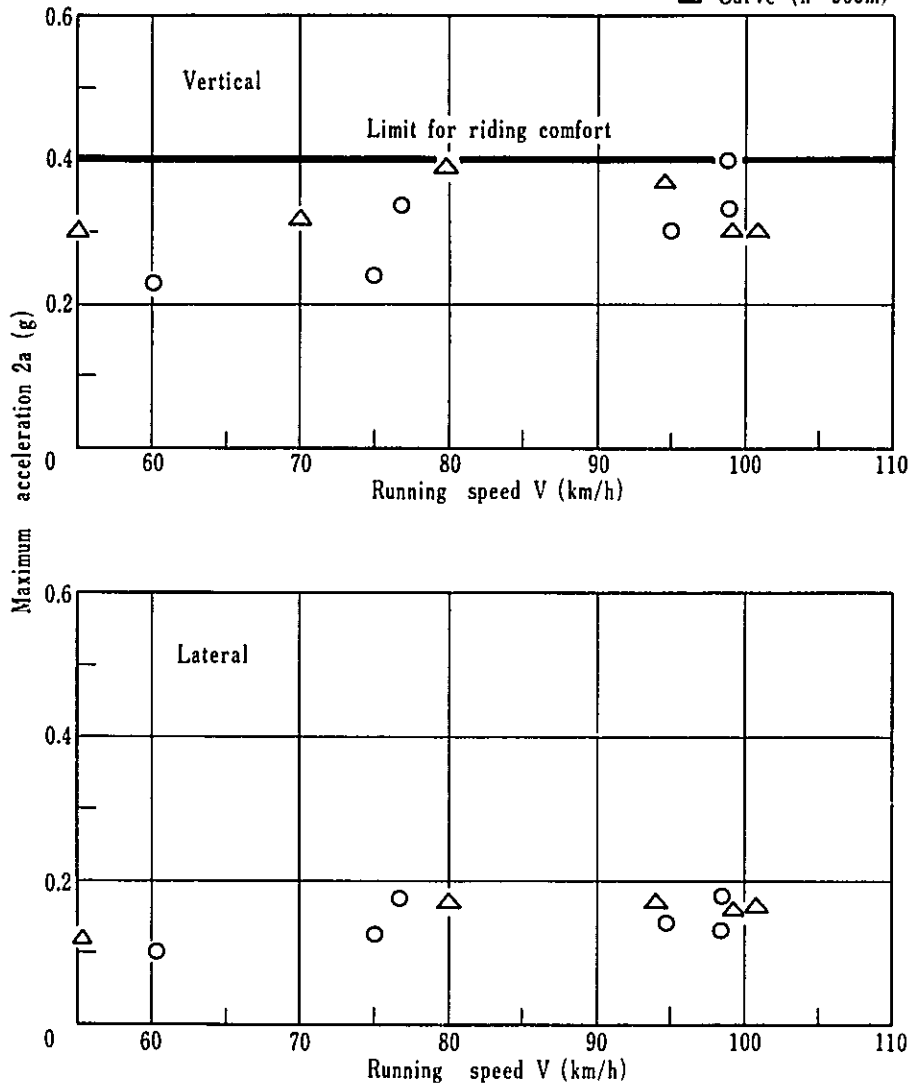 Curve
0.6
Vertical
Limit for riding comfort
0.4
0.2
0
60 70 80 90 100 110
Running speed V (km/h)
Maximum acceleration 2a (g)
0.6
Lateral
0.4
0.2
0
60 70 80 90 100 110
Running speed V (km/h)